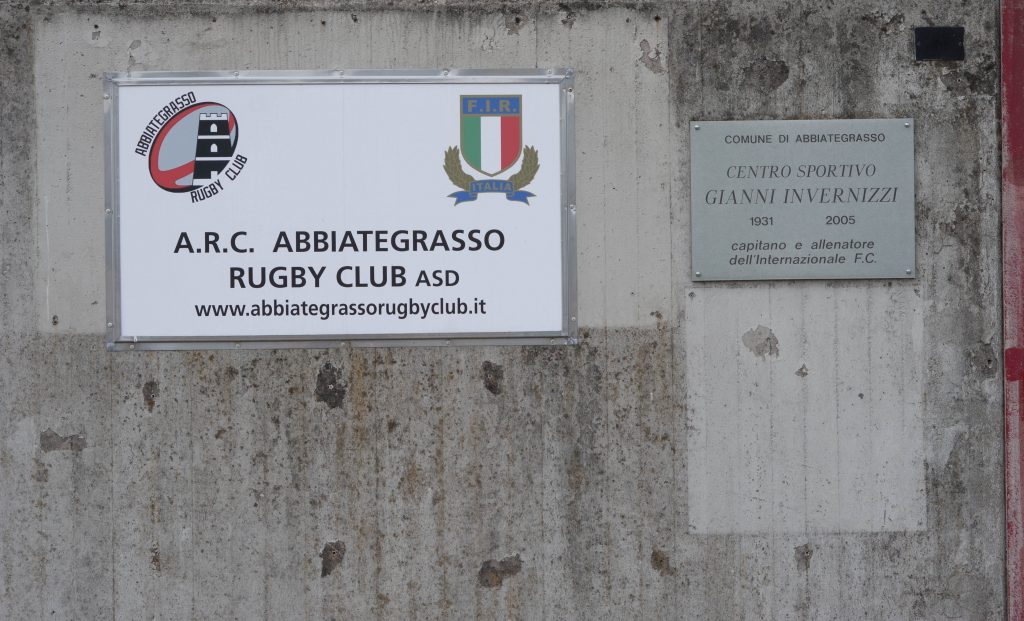 ABBIATEGRASSO
RUGBY CLUB
F.I.R.
ITALIA
A.R.C. ABBIATEGRASSO
RUGBY CLUB ASD
www.abbiategrassorugbyclub.it
COMUNE DI ABBIATEGRASSO
CENTRO SPORTIVO
GIANNI INVERNIZZI
1931 2005
capitano e allenatore
dell'Internazionale F.C.